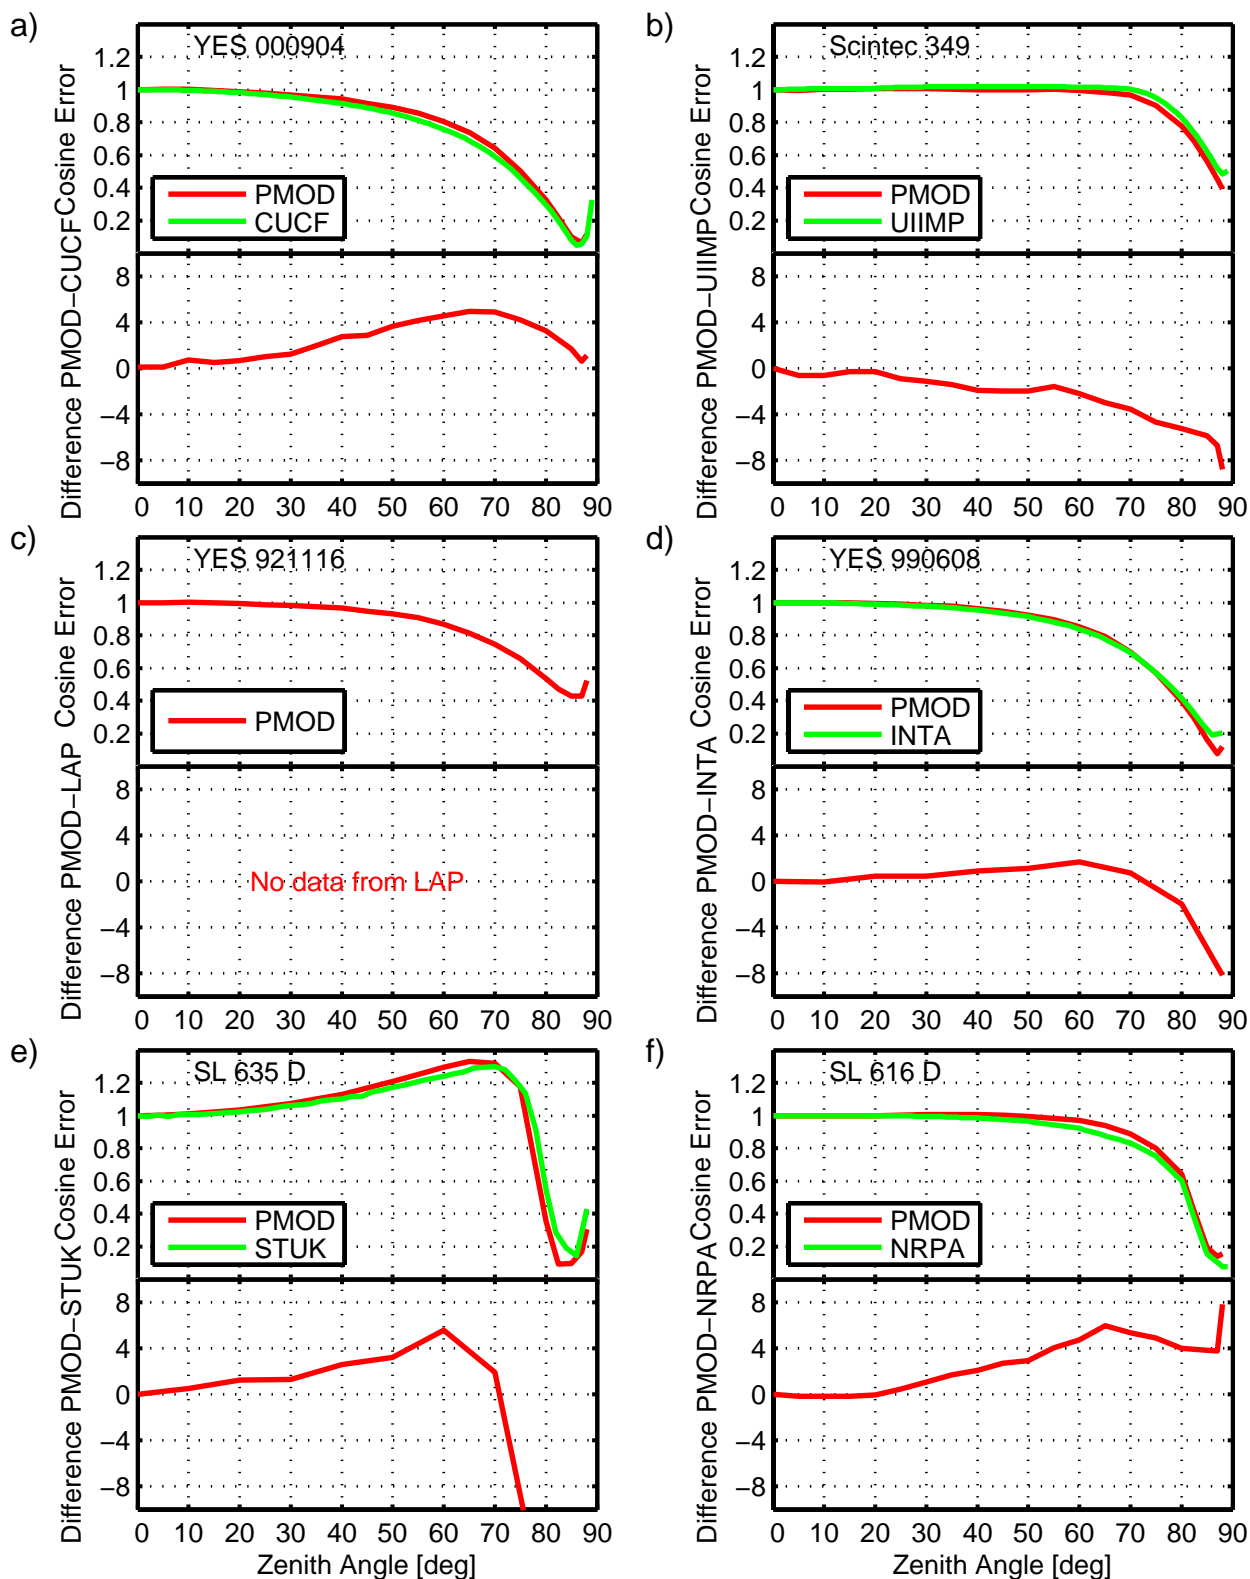 a)
YES 000904
Cosine Error
1.2
1
0.8
0.6
0.4
0.2
PMOD
CUCF
Difference PMOD−CUCF
8
4
0
−4
−8
0 10 20 30 40 50 60 70 80 90
b)
Scintec 349
Cosine Error
1.2
1
0.8
0.6
0.4
0.2
PMOD
UIIMP
Difference PMOD−UIIMP
8
4
0
−4
−8
0 10 20 30 40 50 60 70 80 90
c)
YES 921116
Cosine Error
1.2
1
0.8
0.6
0.4
0.2
PMOD
Difference PMOD−LAP
8
4
0
−4
−8
No data from LAP
0 10 20 30 40 50 60 70 80 90
d)
YES 990608
Cosine Error
1.2
1
0.8
0.6
0.4
0.2
PMOD
INTA
Difference PMOD−INTA
8
4
0
−4
−8
0 10 20 30 40 50 60 70 80 90
e)
SL 635 D
Cosine Error
1.2
1
0.8
0.6
0.4
0.2
PMOD
STUK
Difference PMOD−STUK
8
4
0
−4
−8
0 10 20 30 40 50 60 70 80 90
Zenith Angle [deg]
f)
SL 616 D
Cosine Error
1.2
1
0.8
0.6
0.4
0.2
PMOD
NRPA
Difference PMOD−NRPA
8
4
0
−4
−8
0 10 20 30 40 50 60 70 80 90
Zenith Angle [deg]